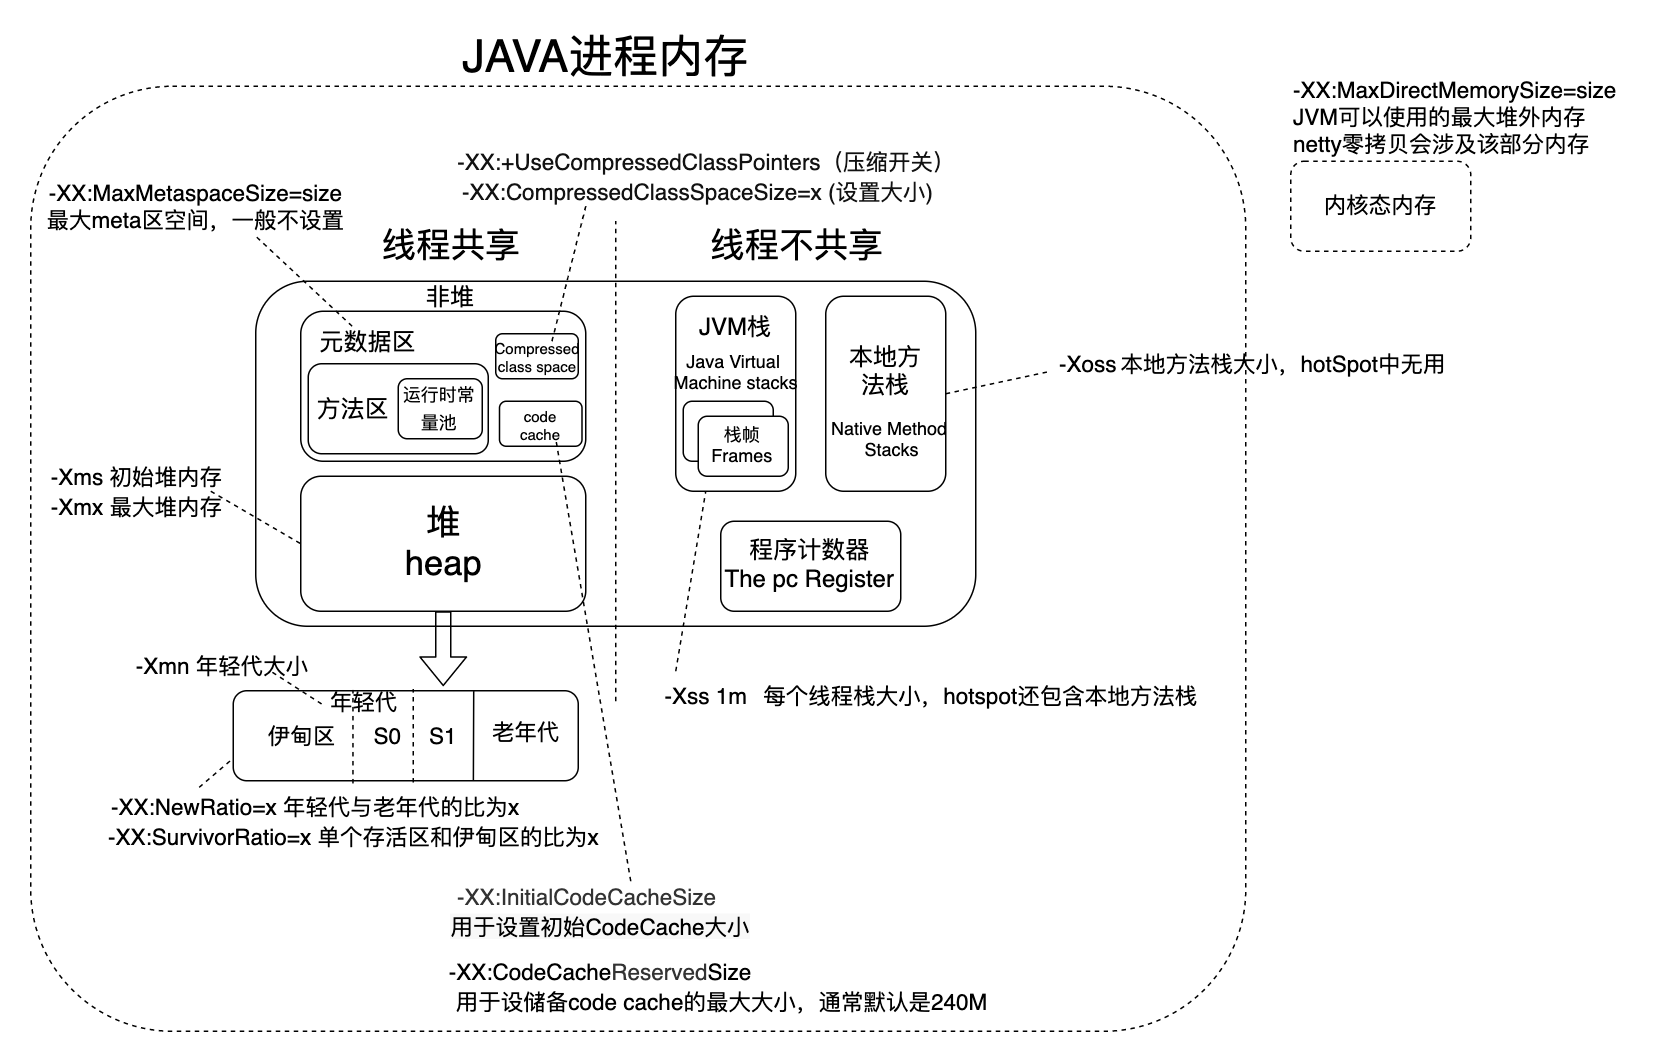 JAVA进程内存
-XX:MaxDirectMemorySize=size
JVM可以使用的最大堆外内存
netty零拷贝会涉及该部分内存
内核态内存
-XX:+UseCompressedClassPointers（压缩开关）
-XX:CompressedClassSpaceSize=x (设置大小)
-XX:MaxMetaspaceSize=size
最大meta区空间，一般不设置
线程共享
线程不共享
非堆
元数据区
Compressed
class space
方法区
运行时常
量池
code
cache
JVM栈
Java Virtual
Machine stacks
栈帧
Frames
本地方
法栈
Native Method
Stacks
-Xoss 本地方法栈大小，hotSpot中无用
-Xms 初始堆内存
-Xmx 最大堆内存
堆
heap
程序计数器
The pc Register
-Xmn 年轻代大小
年轻代
伊甸区
S0
S1
老年代
-Xss 1m 每个线程栈大小，hotspot还包含本地方法栈
-XX:NewRatio=x 年轻代与老年代的比为x
-XX:SurvivorRatio=x 单个存活区和伊甸区的比为x
-XX:InitialCodeCacheSize
用于设置初始CodeCache大小
-XX:CodeCacheReservedSize
用于设储备code cache的最大大小，通常默认是240M